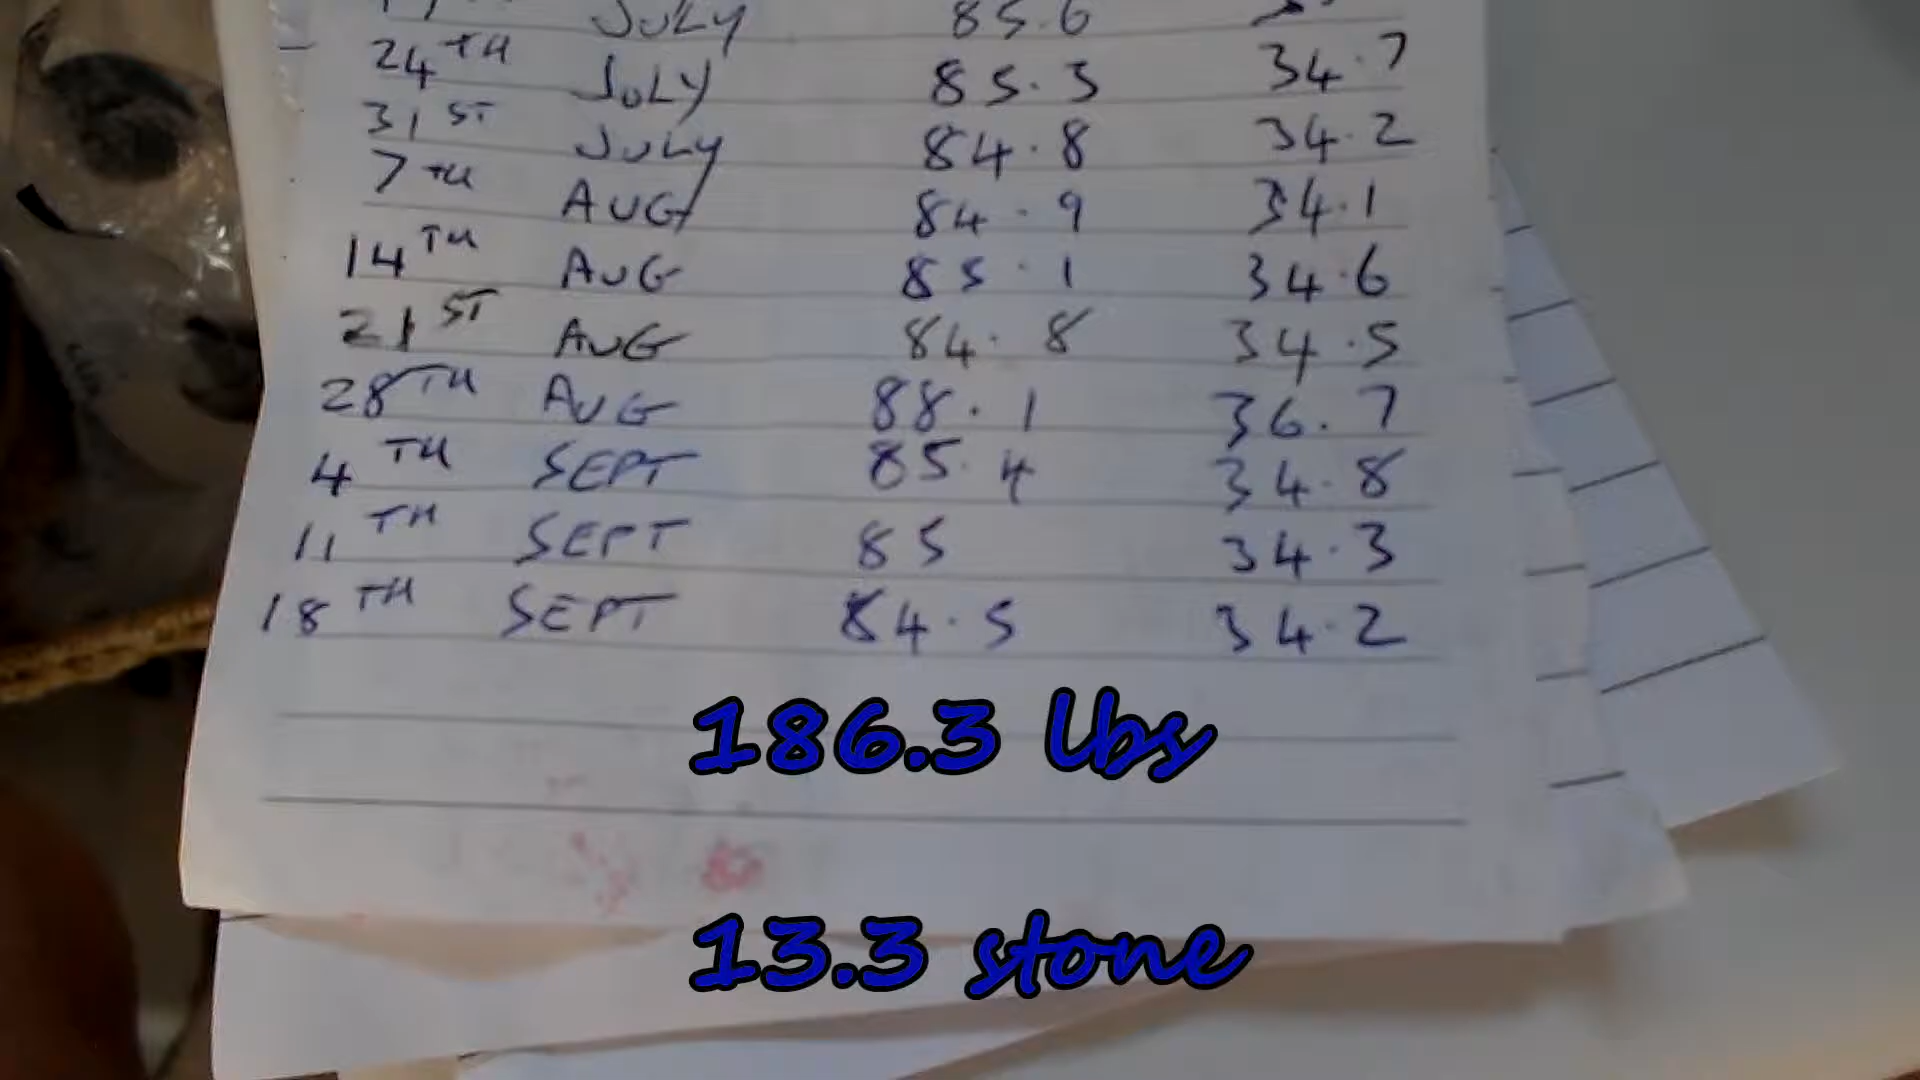 JULY 85.6
24TH JULY 85.3 34.7
31ST JULY 84.8 34.2
7TH AUG 84.9 34.1
14TH AUG 85.1 34.6
21ST AUG 84.8 34.5
28TH AUG 88.1 36.7
4TH SEPT 85.4 34.8
11TH SEPT 85 34.3
18TH SEPT 84.5 34.2
186.3 lbs
13.3 stone